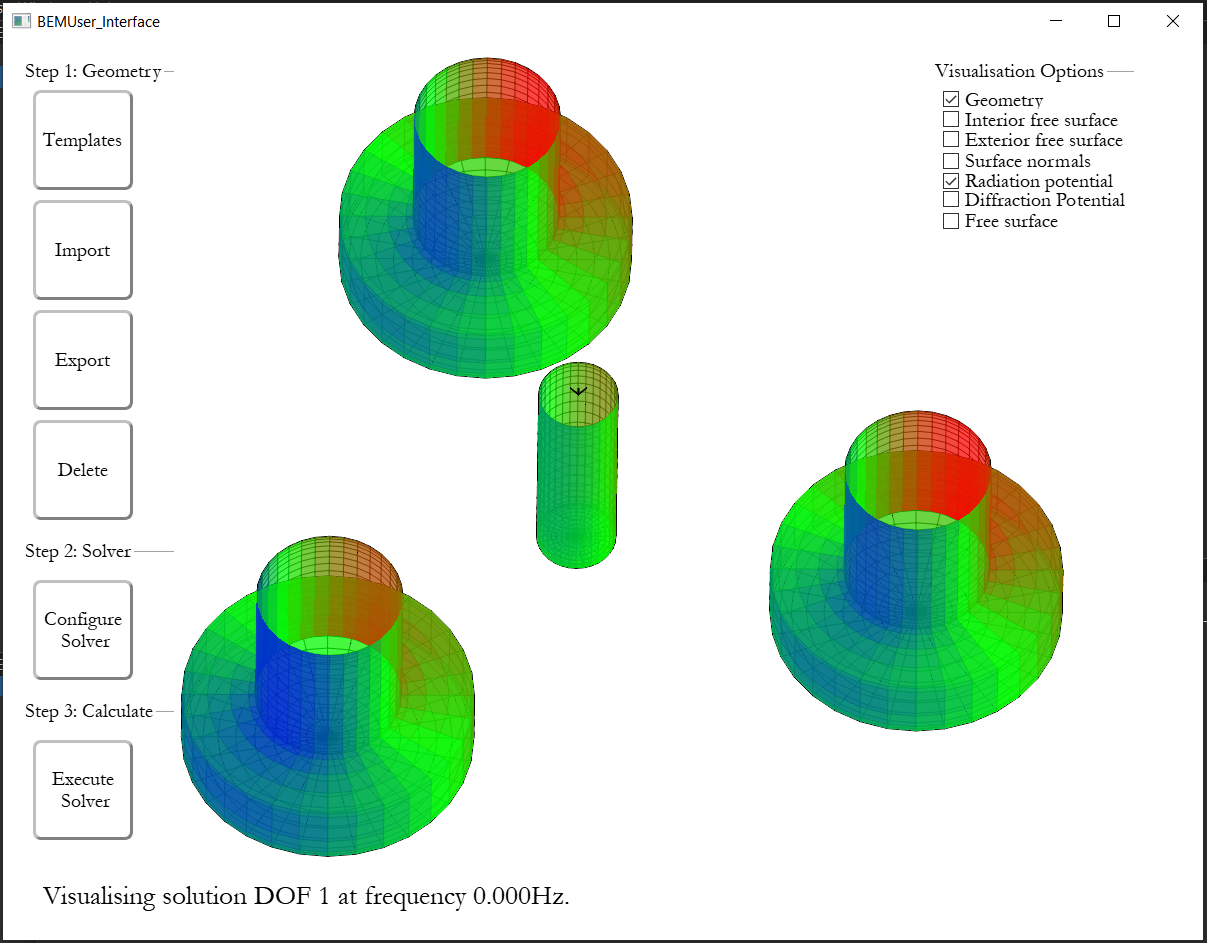 BEMUser_Interface
Step 1: Geometry
Templates
Import
Export
Delete
Step 2: Solver
Configure
Solver
Step 3: Calculate
Execute
Solver
Visualisation Options
Geometry
Interior free surface
Exterior free surface
Surface normals
Radiation potential
Diffraction Potential
Free surface
Visualising solution DOF 1 at frequency 0.000Hz.